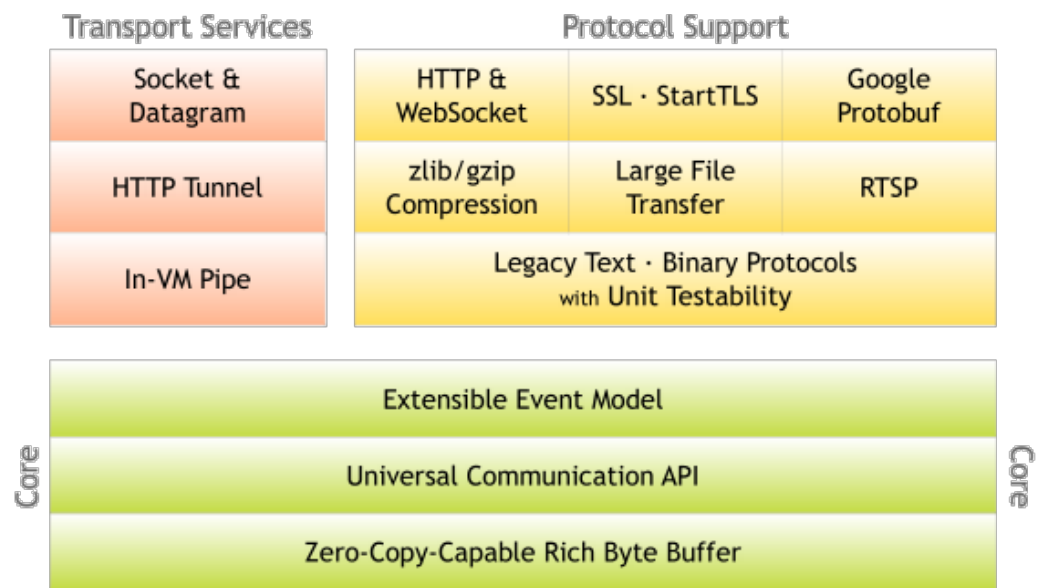 Transport Services
Socket &
Datagram
HTTP Tunnel
In-VM Pipe
Protocol Support
HTTP &
WebSocket
SSL · StartTLS
Google
Protobuf
zlib/gzip
Compression
Large File
Transfer
RTSP
Legacy Text · Binary Protocols
with Unit Testability
Core
Extensible Event Model
Universal Communication API
Zero-Copy-Capable Rich Byte Buffer
Core